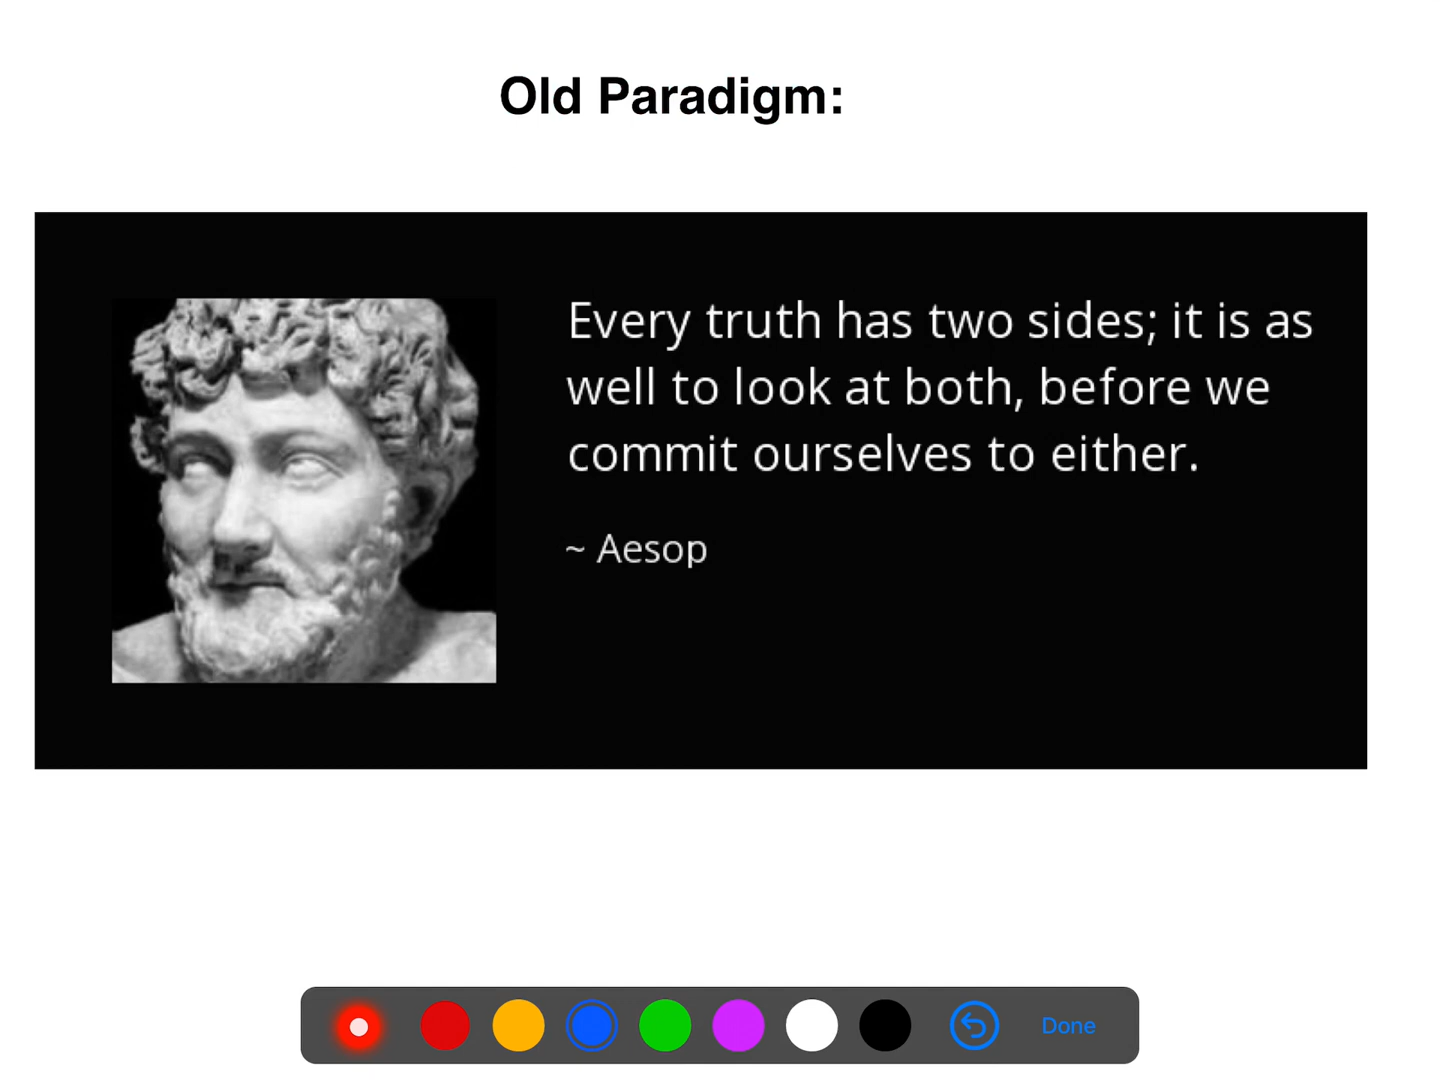 Old Paradigm:
Every truth has two sides; it is as
well to look at both, before we
commit ourselves to either.
~ Aesop
Done